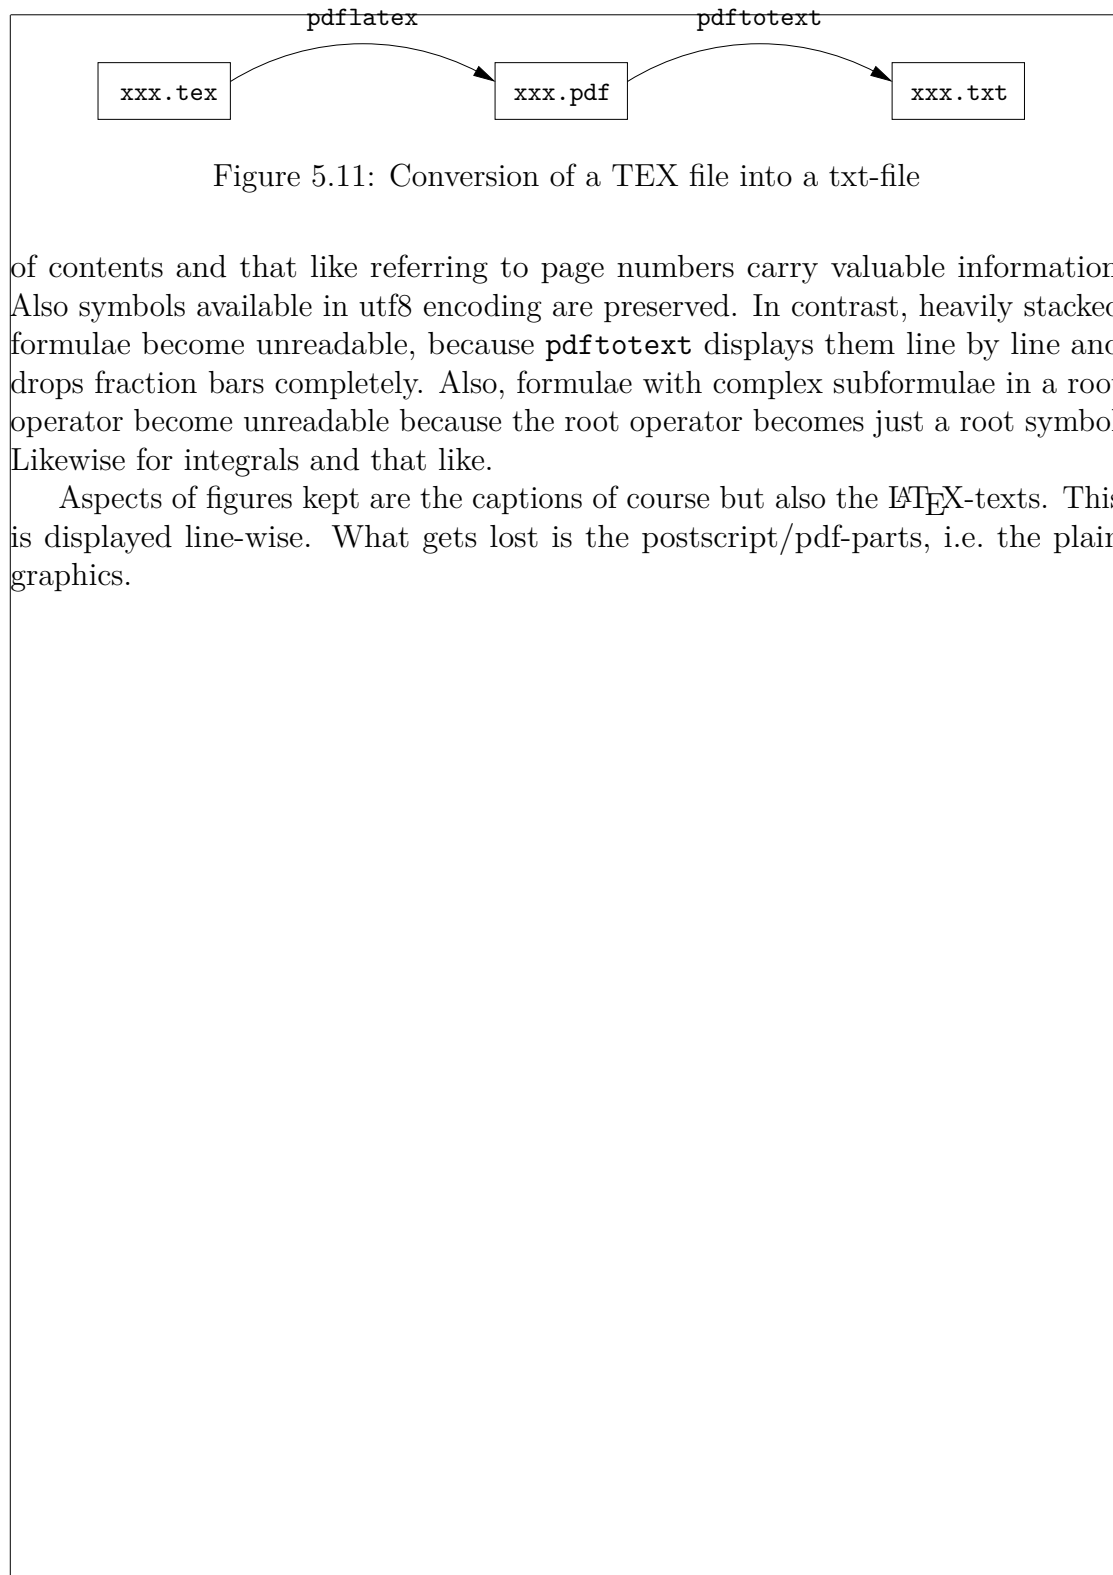 pdflatex pdftotext
xxx.tex xxx.pdf xxx.txt
Figure 5.11: Conversion of a TEX file into a txt-file
of contents and that like referring to page numbers carry valuable information
Also symbols available in utf8 encoding are preserved. In contrast, heavily stacked
formulae become unreadable, because pdftotext displays them line by line and
drops fraction bars completely. Also, formulae with complex subformulae in a root
operator become unreadable because the root operator becomes just a root symbol
Likewise for integrals and that like.
Aspects of figures kept are the captions of course but also the LATEX-texts. This
is displayed line-wise. What gets lost is the postscript/pdf-parts, i.e. the plain
graphics.